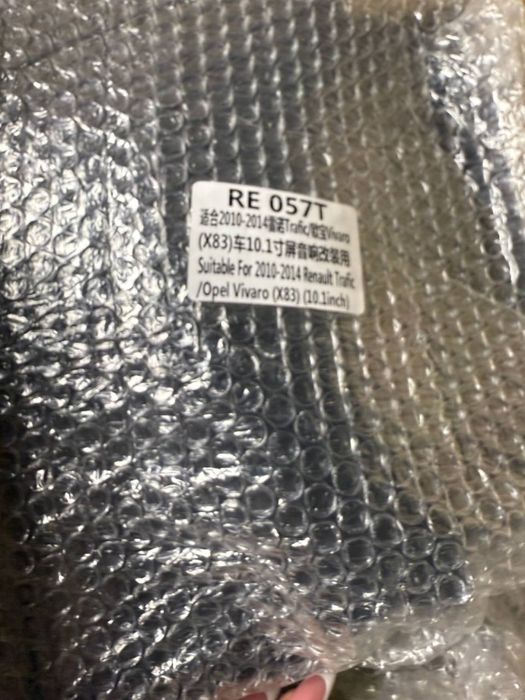 RE 057T
适合2010-2014雷诺Trafic/欧宝Vivaro
(X83)车10.1寸屏音响改装用
Suitable For 2010-2014 Renault Trafic
/Opel Vivaro (X83) (10.1inch)